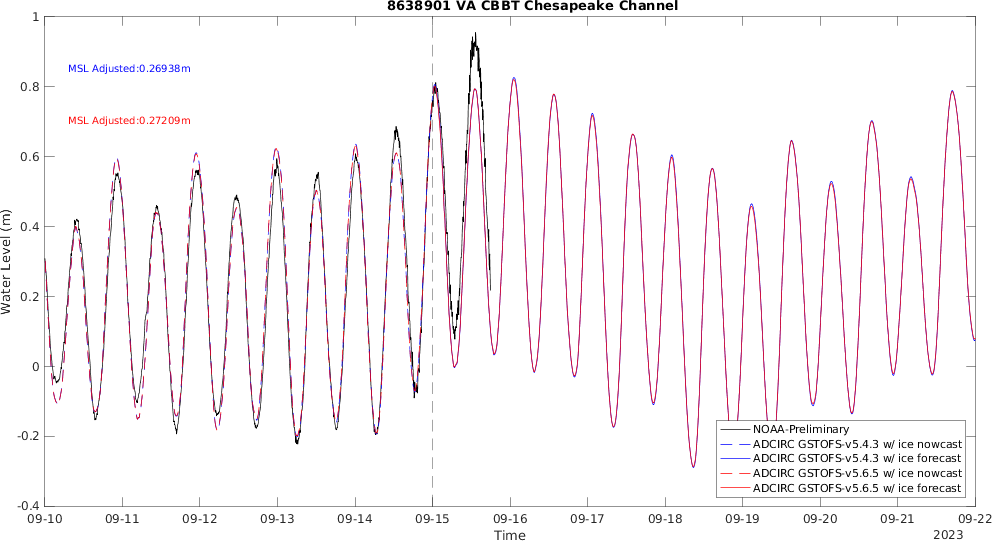 8638901 VA CBBT Chesapeake Channel
MSL Adjusted:0.26938m
MSL Adjusted:0.27209m
Water Level (m)
1
0.8
0.6
0.4
0.2
0
-0.2
-0.4
NOAA-Preliminary
ADCIRC GSTOFS-v5.4.3 w/ ice nowcast
ADCIRC GSTOFS-v5.4.3 w/ ice forecast
ADCIRC GSTOFS-v5.6.5 w/ ice nowcast
ADCIRC GSTOFS-v5.6.5 w/ ice forecast
09-10 09-11 09-12 09-13 09-14 09-15 09-16 09-17 09-18 09-19 09-20 09-21 09-22
Time
2023